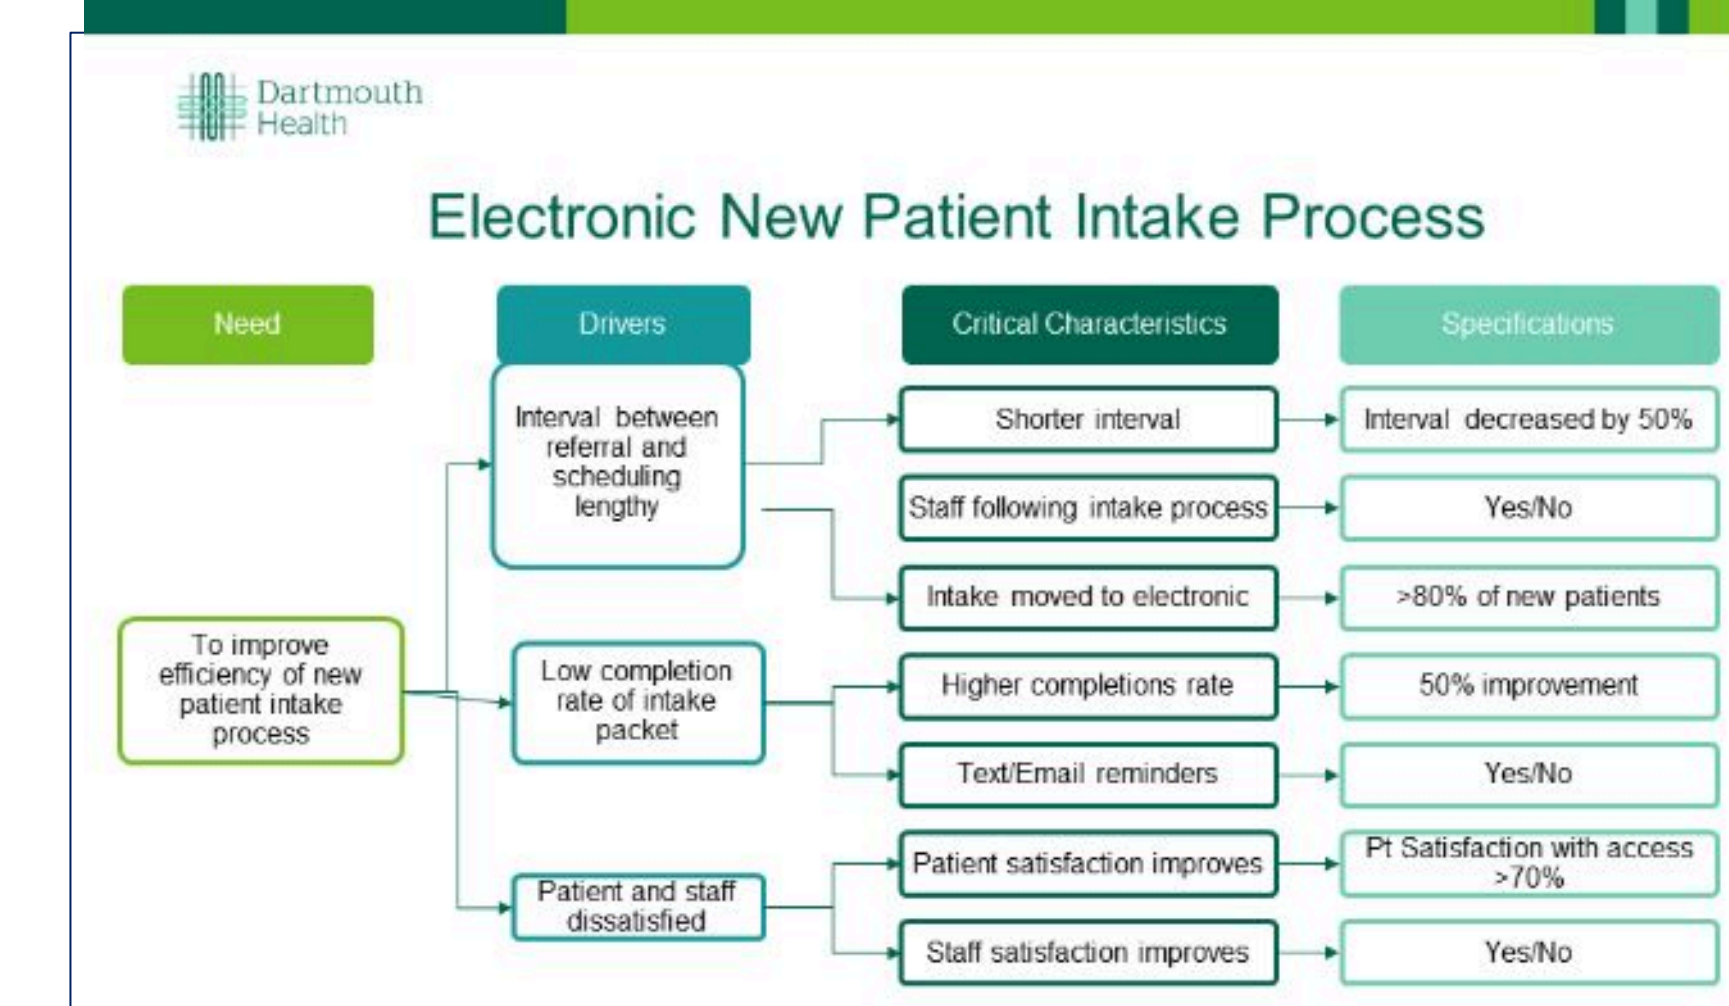 Dartmouth
Health
Electronic New Patient Intake Process
Need
Drivers
Critical Characteristics
Specifications
Interval between
referral and
scheduling
lengthy
Shorter interval
Interval decreased by 50%
Staff following intake process
Yes/No
Intake moved to electronic
>80% of new patients
To improve
efficiency of new
patient intake
process
Low completion
rate of intake
packet
Higher completions rate
50% improvement
Text/Email reminders
Yes/No
Patient and staff
dissatisfied
Patient satisfaction improves
Pt Satisfaction with access
>70%
Staff satisfaction improves
Yes/No